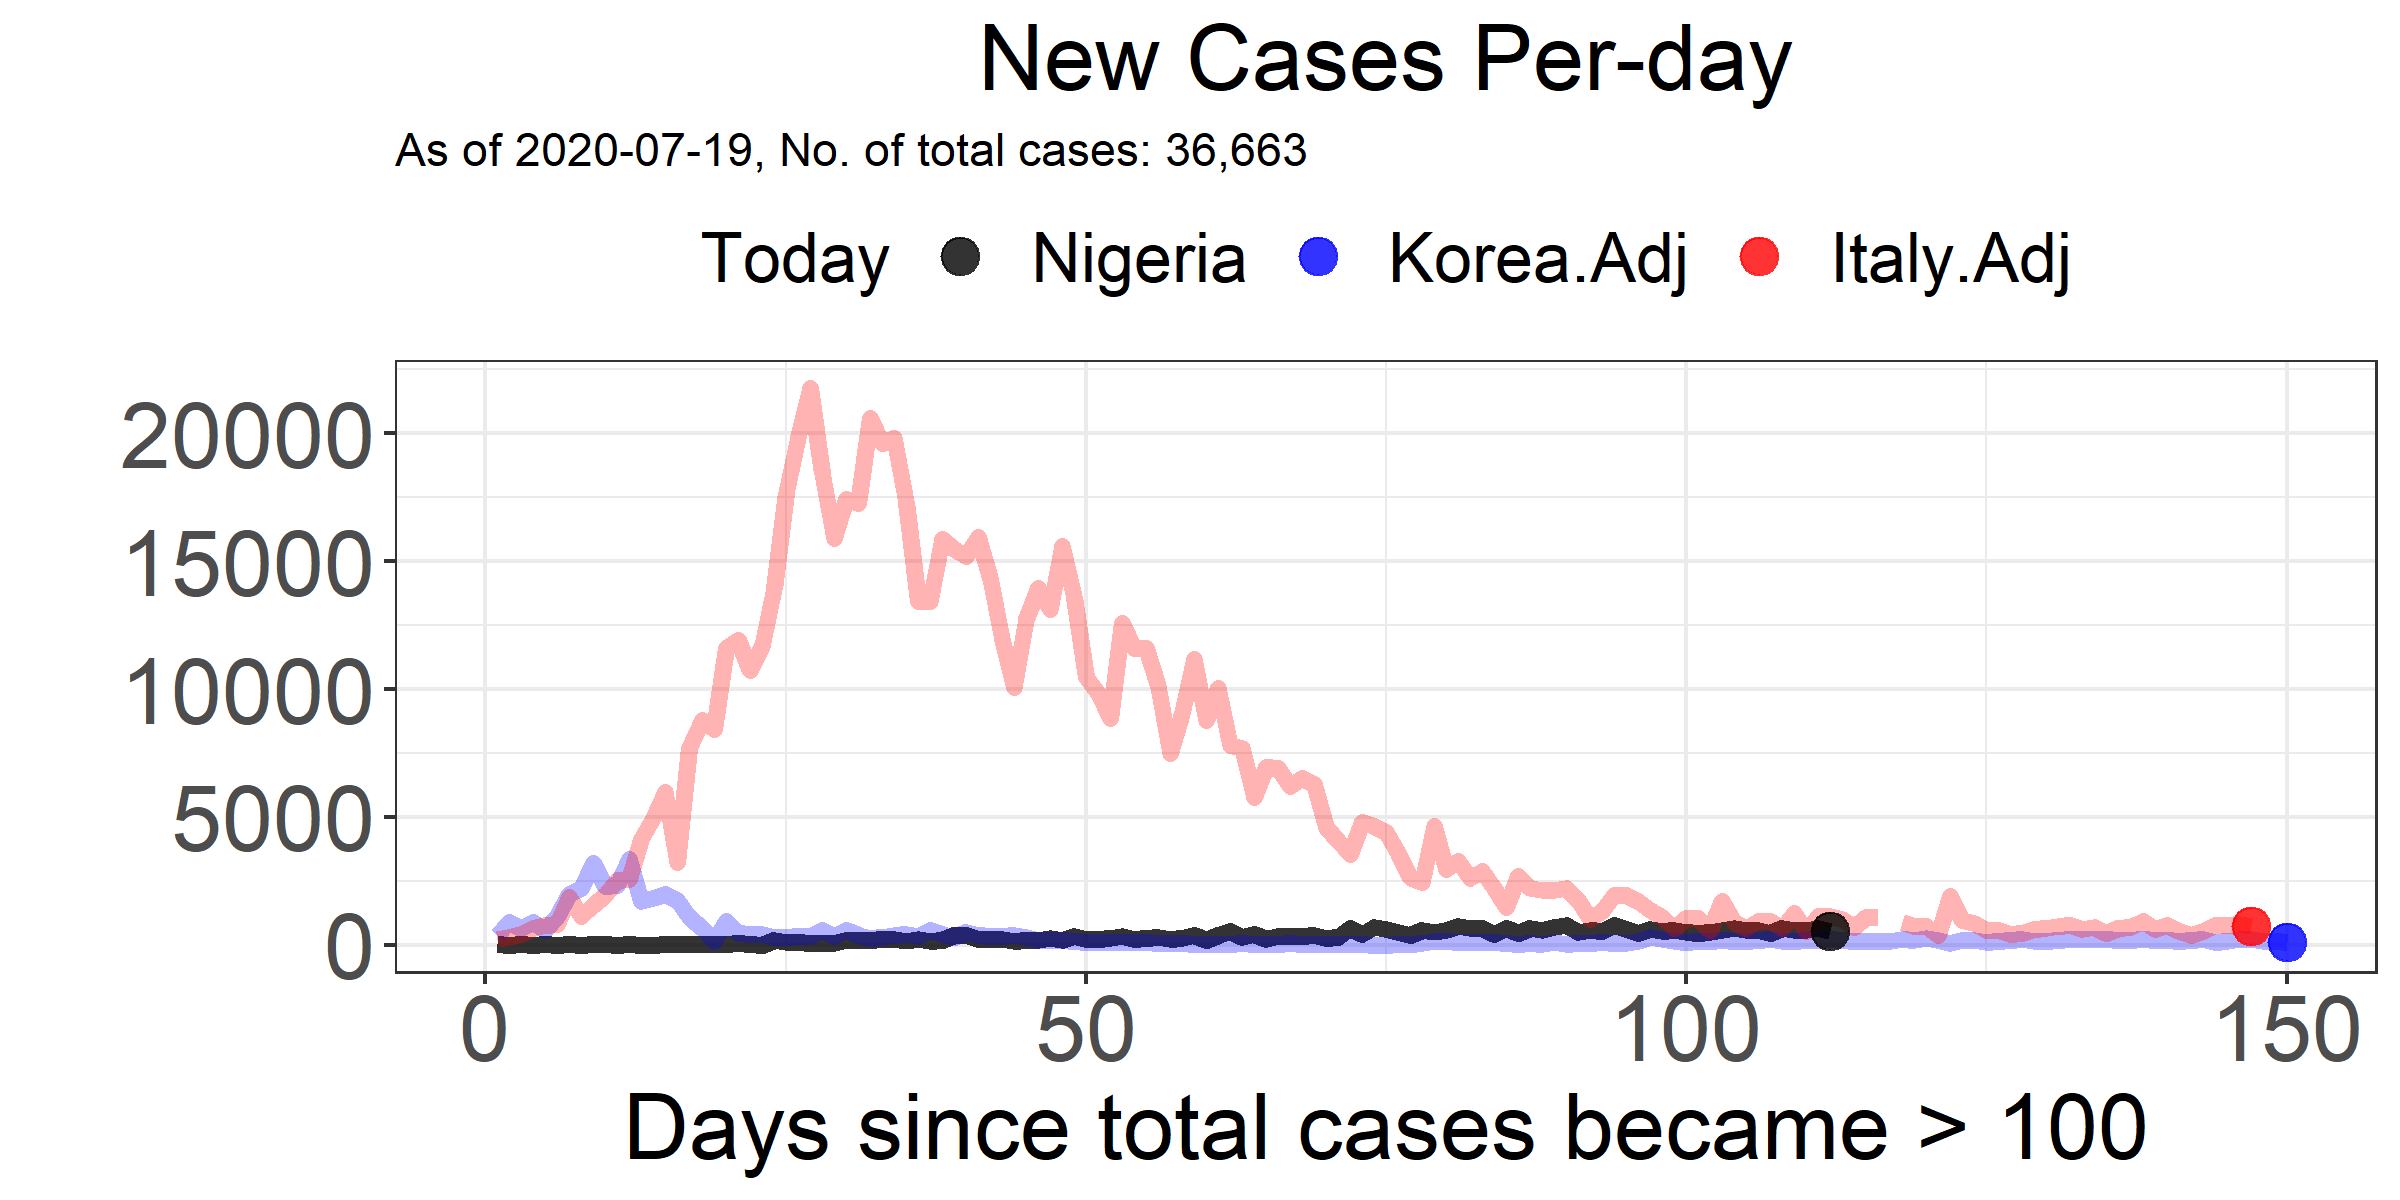 New Cases Per-day
As of 2020-07-19, No. of total cases: 36,663
Today Nigeria Korea.Adj Italy.Adj
20000
15000
10000
5000
0
0 50 100 150
Days since total cases became > 100